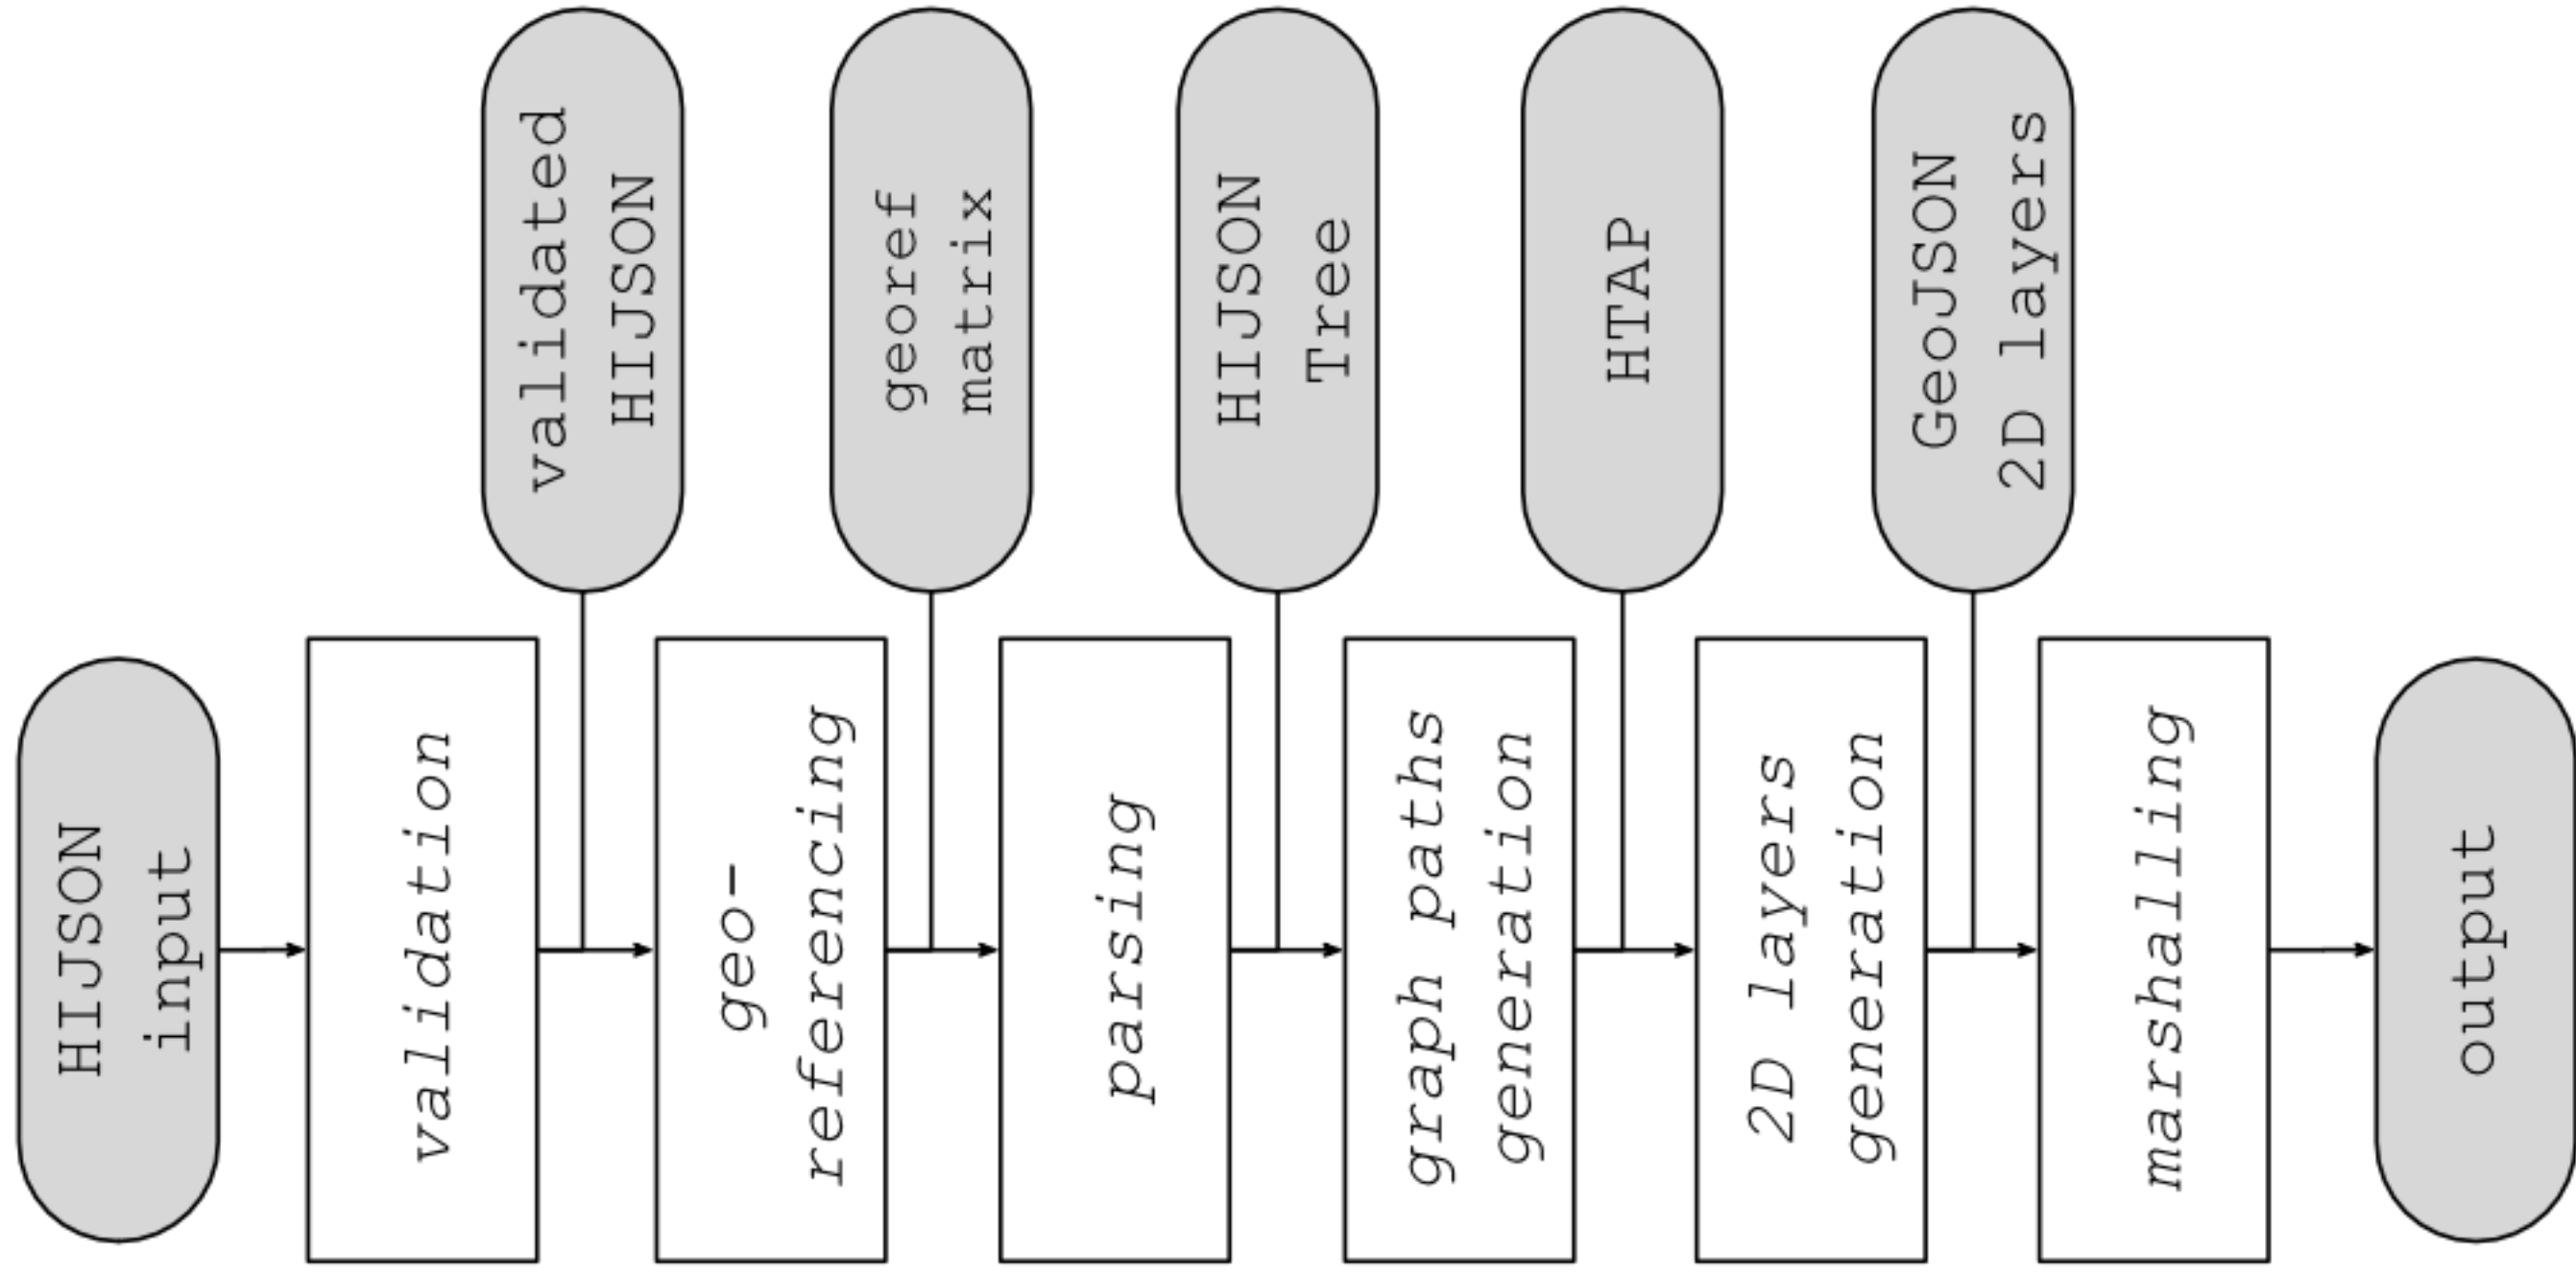 HIJSON
input
validation
validated
HIJSON
geo-
referencing
georef
matrix
parsing
HIJSON
Tree
graph paths
generation
HTAP
2D layers
generation
GeoJSON
2D layers
marshalling
output